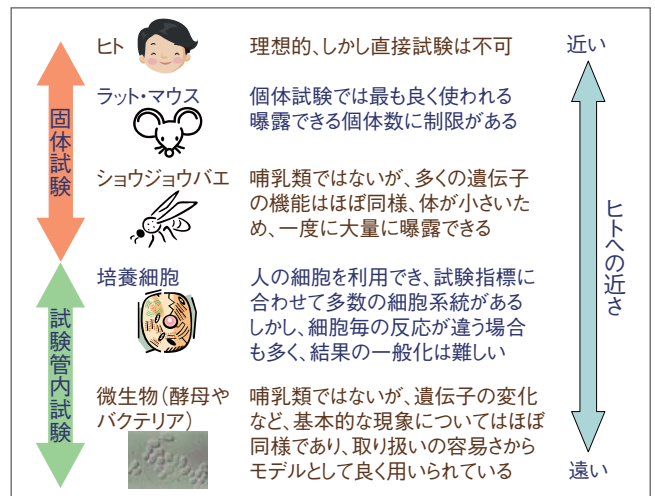 ヒト
理想的、しかし直接試験は不可
近い
ラット・マウス
個体試験では最も良く使われる
曝露できる個体数に制限がある
固体試験
ショウジョウバエ
哺乳類ではないが、多くの遺伝子
の機能はほぼ同様、体が小さいた
め、一度に大量に曝露できる
ヒトへの近さ
培養細胞
人の細胞を利用でき、試験指標に
合わせて多数の細胞系統がある
しかし、細胞毎の反応が違う場合
も多く、結果の一般化は難しい
試験管内試験
微生物（酵母や
バクテリア）
哺乳類ではないが、遺伝子の変化
など、基本的な現象についてはほぼ
同様であり、取り扱いの容易さから
モデルとして良く用いられている
遠い